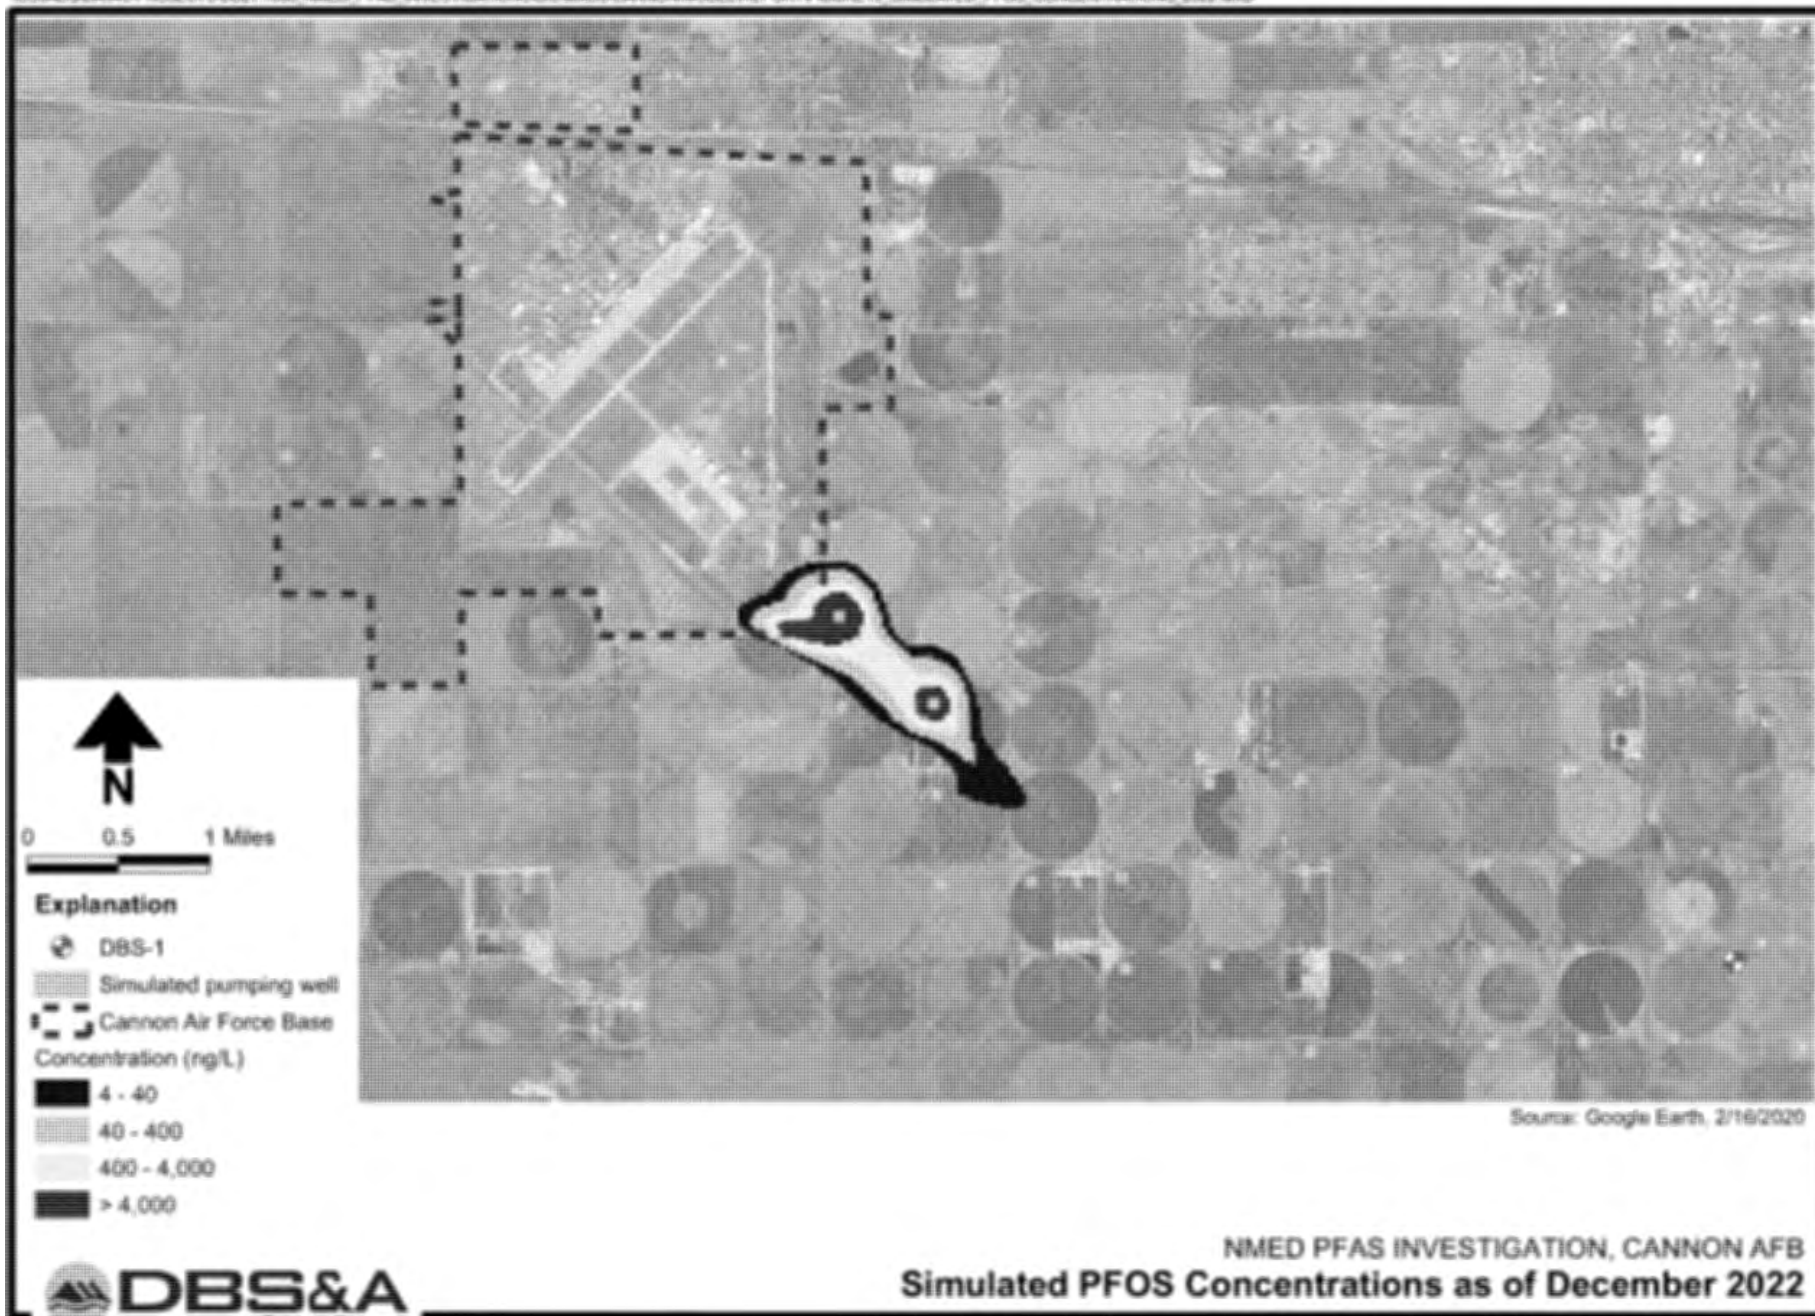 N
0 0.5 1 Miles
Explanation
DBS-1
Simulated pumping well
Cannon Air Force Base
Concentration (ng/L)
4 - 40
40 - 400
400 - 4,000
> 4,000
Source: Google Earth, 2/16/2020
NMED PFAS INVESTIGATION, CANNON AFB
Simulated PFOS Concentrations as of December 2022
DBS&A